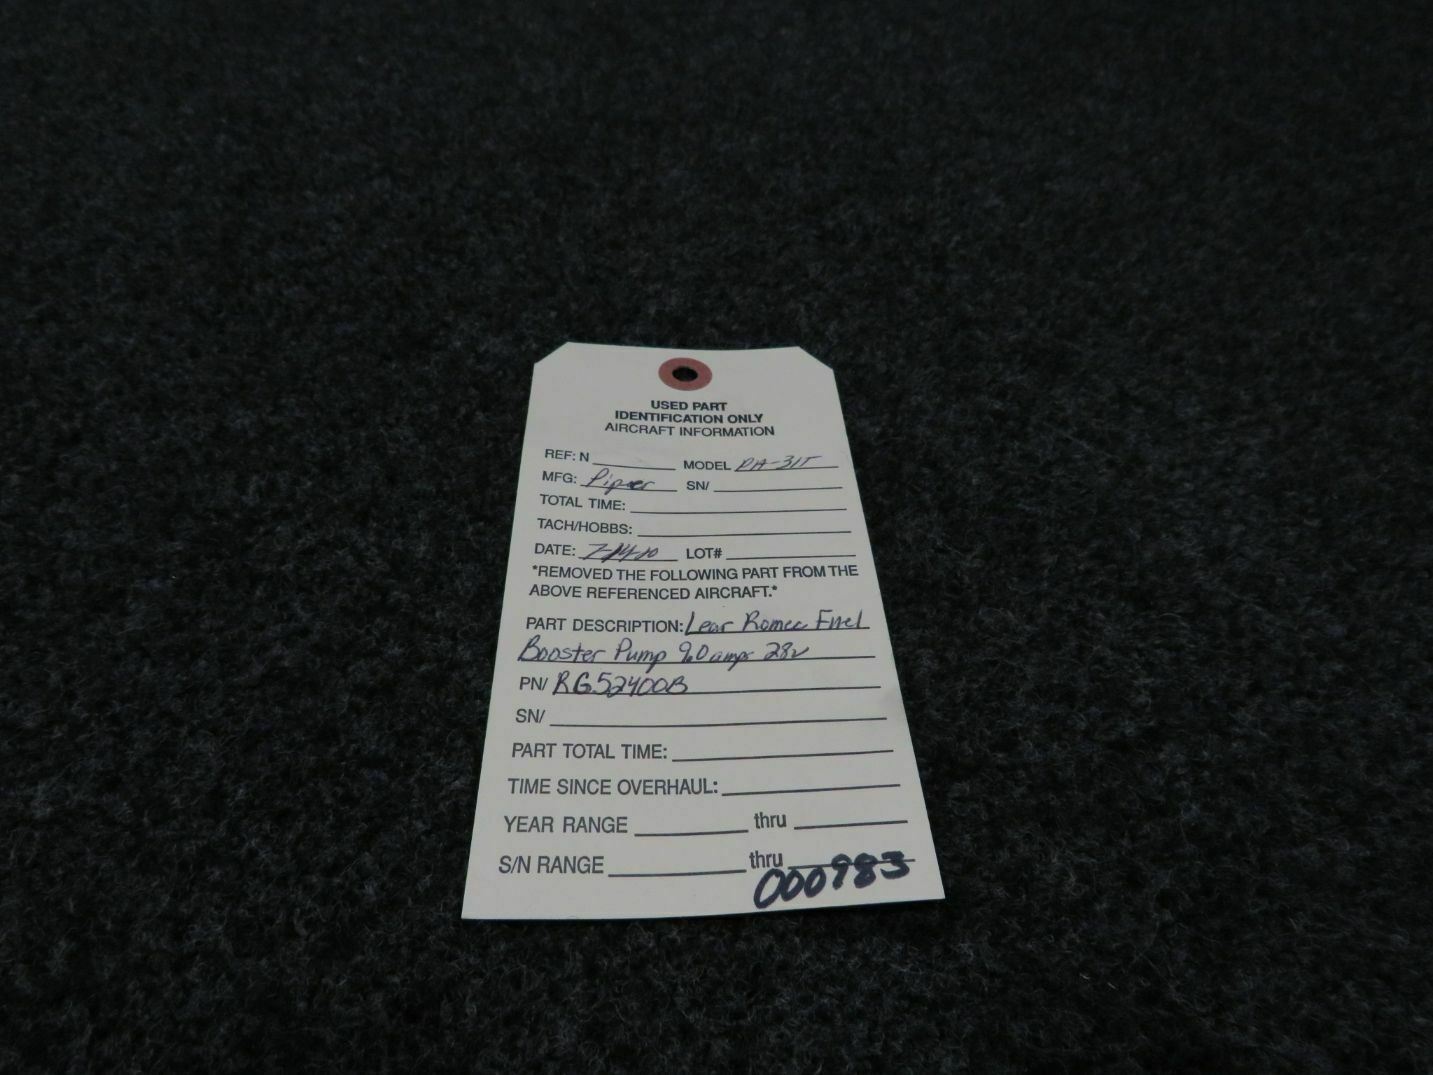 USED PART
IDENTIFICATION ONLY
AIRCRAFT INFORMATION
REF: N MODEL PA-31T
MFG: Piper SN/
TOTAL TIME:
TACH/HOBBS:
DATE: 7-14-10 LOT#
*REMOVED THE FOLLOWING PART FROM THE
ABOVE REFERENCED AIRCRAFT.*
PART DESCRIPTION: Lear Romec Fuel
Booster Pump 9.0 amps 28v
PN/ RG52400B
SN/
PART TOTAL TIME:
TIME SINCE OVERHAUL:
YEAR RANGE thru
S/N RANGE thru
000983